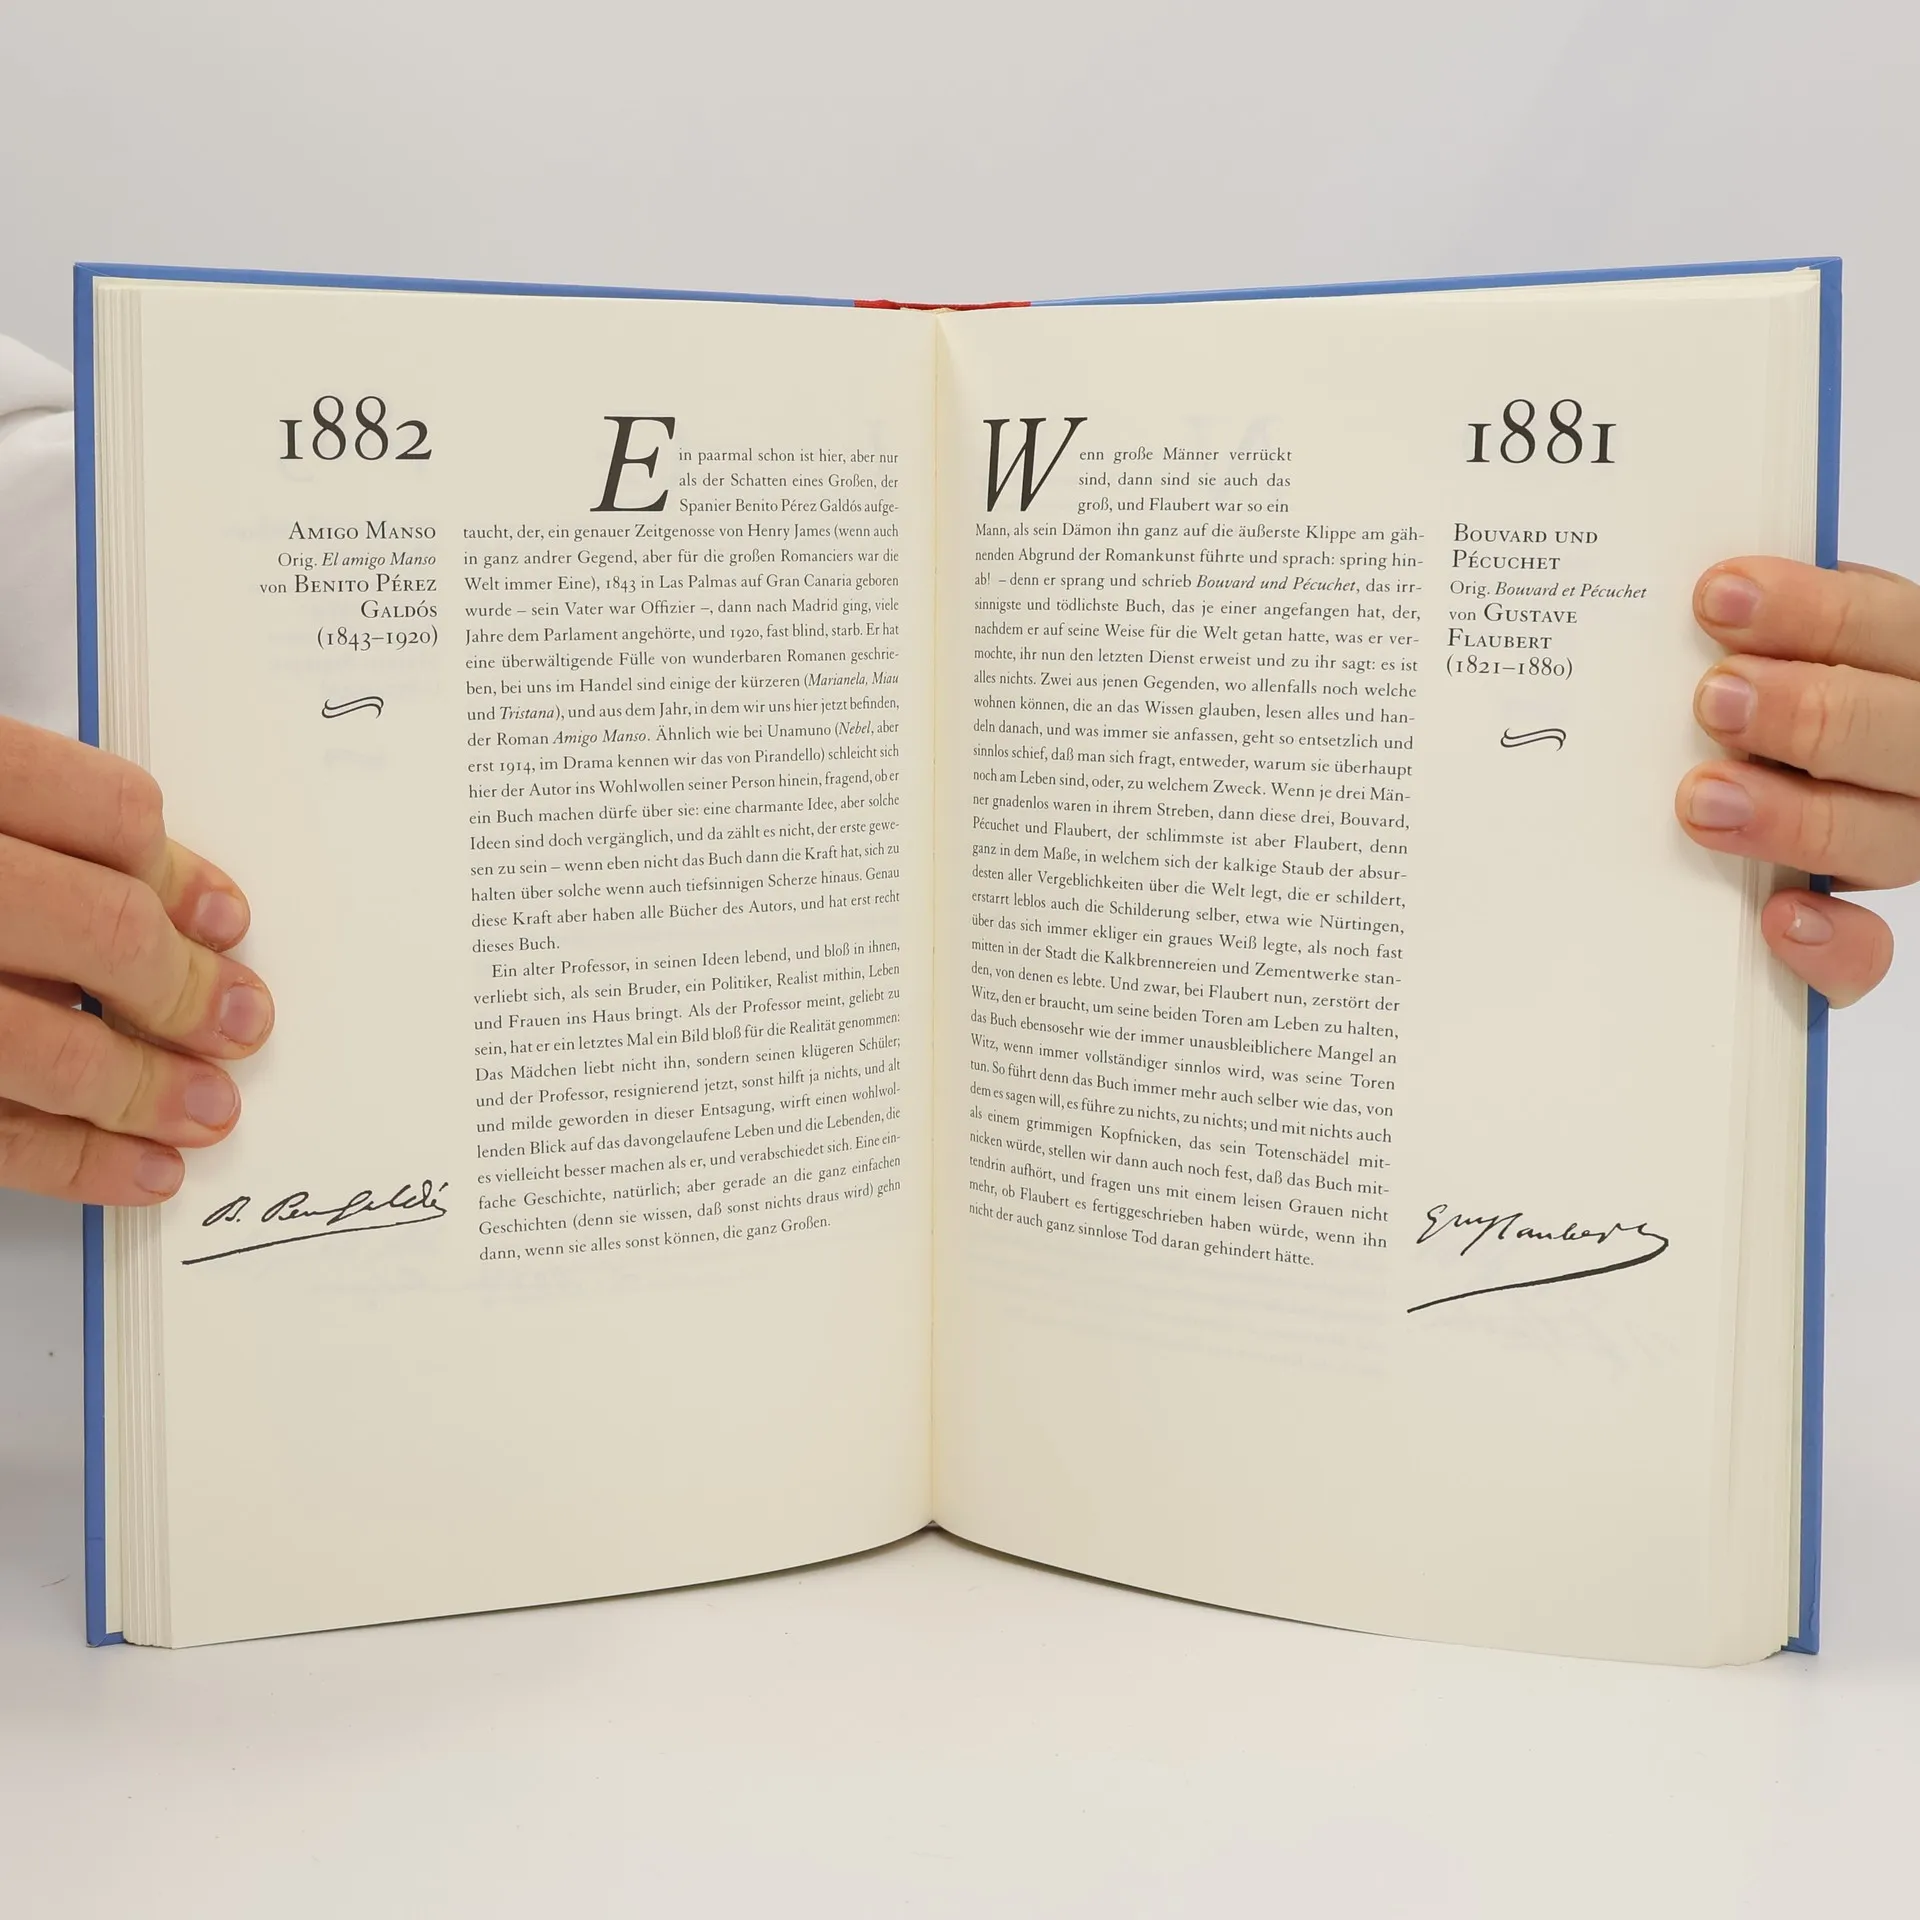 1882
Amigo Manso
Orig. El amigo Manso
von Benito Pérez
Galdós
(1843–1920)
Ein paarmal schon ist hier, aber nur
als der Schatten eines Großen, der
Spanier Benito Pérez Galdós aufge-
taucht, der, ein genauer Zeitgenosse von Henry James (wenn auch
in ganz andrer Gegend, aber für die großen Romanciers war die
Welt immer Eine), 1843 in Las Palmas auf Gran Canaria geboren
wurde – sein Vater war Offizier –, dann nach Madrid ging, viele
Jahre dem Parlament angehörte, und 1920, fast blind, starb. Er hat
eine überwältigende Fülle von wunderbaren Romanen geschrie-
ben, bei uns im Handel sind einige der kürzeren (Marianela, Miau
und Tristana), und aus dem Jahr, in dem wir uns hier jetzt befinden,
der Roman Amigo Manso. Ähnlich wie bei Unamuno (Nebel, aber
erst 1914, im Drama kennen wir das von Pirandello) schleicht sich
hier der Autor ins Wohlwollen seiner Person hinein, fragend, ob er
ein Buch machen dürfe über sie: eine charmante Idee, aber solche
Ideen sind doch vergänglich, und da zählt es nicht, der erste gewe-
sen zu sein – wenn eben nicht das Buch dann die Kraft hat, sich zu
halten über solche wenn auch tiefsinnigen Scherze hinaus. Genau
diese Kraft aber haben alle Bücher des Autors, und hat erst recht
dieses Buch.
Ein alter Professor, in seinen Ideen lebend, und bloß in ihnen,
verliebt sich, als sein Bruder, ein Politiker, Realist mithin, Leben
und Frauen ins Haus bringt. Als der Professor meint, geliebt zu
sein, hat er ein letztes Mal ein Bild bloß für die Realität genommen:
Das Mädchen liebt nicht ihn, sondern seinen klügeren Schüler;
und der Professor, resignierend jetzt, sonst hilft ja nichts, und alt
und milde geworden in dieser Entsagung, wirft einen wohlwol-
lenden Blick auf das davongelaufene Leben und die Lebenden, die
es vielleicht besser machen als er, und verabschiedet sich. Eine ein-
fache Geschichte, natürlich; aber gerade an die ganz einfachen
Geschichten (denn sie wissen, daß sonst nichts draus wird) gehn
dann, wenn sie alles sonst können, die ganz Großen.
B. Perez Galdós
1881
Bouvard und
Pécuchet
Orig. Bouvard et Pécuchet
von Gustave
Flaubert
(1821–1880)
Wenn große Männer verrückt
sind, dann sind sie auch das
groß, und Flaubert war so ein
Mann, als sein Dämon ihn ganz auf die äußerste Klippe am gäh-
nenden Abgrund der Romankunst führte und sprach: spring hin-
ab! – denn er sprang und schrieb Bouvard und Pécuchet, das irr-
sinnigste und tödlichste Buch, das je einer angefangen hat, der,
nachdem er auf seine Weise für die Welt getan hatte, was er ver-
mochte, ihr nun den letzten Dienst erweist und zu ihr sagt: es ist
alles nichts. Zwei aus jenen Gegenden, wo allenfalls noch welche
wohnen können, die an das Wissen glauben, lesen alles und han-
deln danach, und was immer sie anfassen, geht so entsetzlich und
sinnlos schief, daß man sich fragt, entweder, warum sie überhaupt
noch am Leben sind, oder, zu welchem Zweck. Wenn je drei Män-
ner gnadenlos waren in ihrem Streben, dann diese drei, Bouvard,
Pécuchet und Flaubert, der schlimmste ist aber Flaubert, denn
ganz in dem Maße, in welchem sich der kalkige Staub der absur-
desten aller Vergeblichkeiten über die Welt legt, die er schildert,
erstarrt leblos auch die Schilderung selber, etwa wie Nürtingen,
über das sich immer ekliger ein graues Weiß legte, als noch fast
mitten in der Stadt die Kalkbrennereien und Zementwerke stan-
den, von denen es lebte. Und zwar, bei Flaubert nun, zerstört der
Witz, den er braucht, um seine beiden Toren am Leben zu halten,
das Buch ebensosehr wie der immer unausbleiblichere Mangel an
Witz, wenn immer vollständiger sinnlos wird, was seine Toren
tun. So führt denn das Buch immer mehr auch selber wie das, von
dem es sagen will, es führe zu nichts, zu nichts; und mit nichts auch
als einem grimmigen Kopfnicken, das sein Totenschädel mit-
nicken würde, stellen wir dann auch noch fest, daß das Buch mit-
tendrin aufhört, und fragen uns mit einem leisen Grauen nicht
mehr, ob Flaubert es fertiggeschrieben haben würde, wenn ihn
nicht der auch ganz sinnlose Tod daran gehindert hätte.
Gve Flaubert